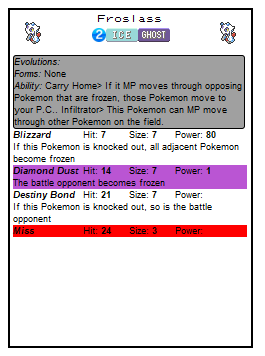 Froslass
2 ICE GHOST
Evolutions:
Forms: None
Ability: Carry Home> If it MP moves through opposing
Pokemon that are frozen, those Pokemon move to
your P.C.. Infiltrator> This Pokemon can MP move
through other Pokemon on the field.
Blizzard Hit: 7 Size: 7 Power: 80
If this Pokemon is knocked out, all adjacent Pokemon
become frozen
Diamond Dust Hit: 14 Size: 7 Power: 1
The battle opponent becomes frozen
Destiny Bond Hit: 21 Size: 7 Power:
If this Pokemon is knocked out, so is the battle
opponent
Miss Hit: 24 Size: 3 Power: